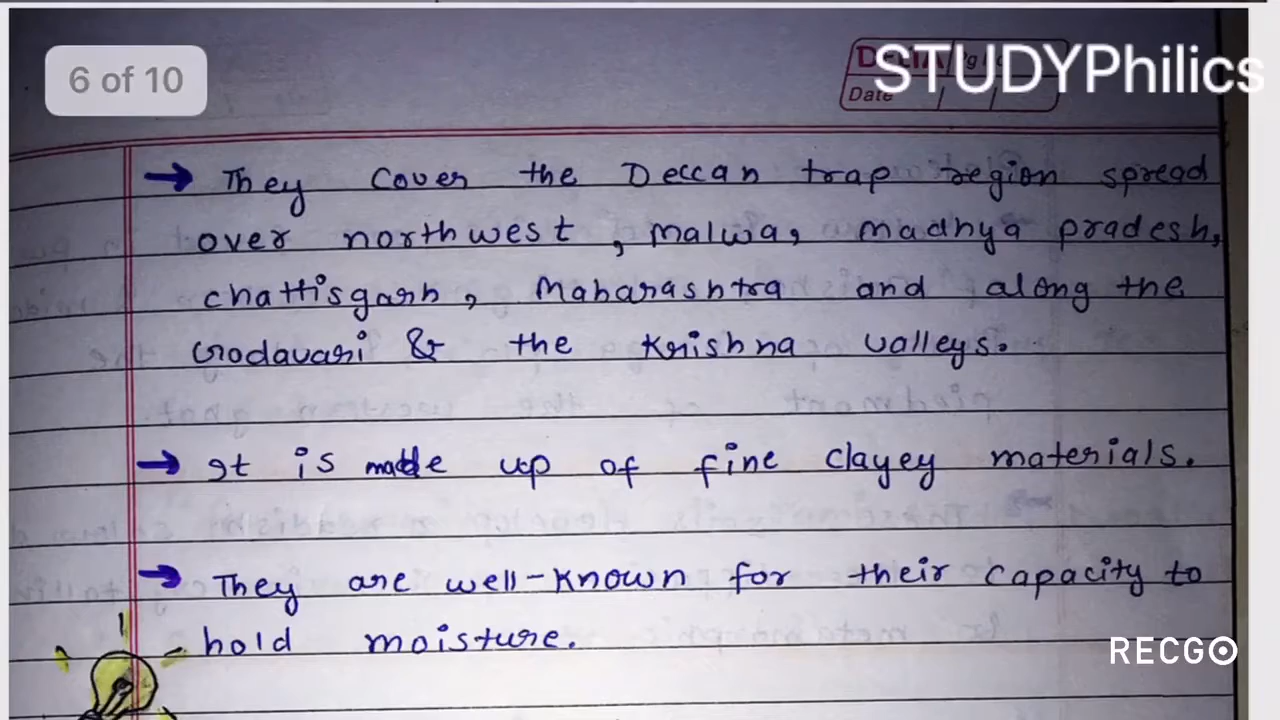 6 of 10
STUDYPhilics
Date
→ They cover the Deccan trap region spread
over northwest, malwa, madhya pradesh,
chattisgarh, Maharashtra and along the
Godavari & the Krishna valleys.
→ It is made up of fine clayey materials.
→ They are well-known for their capacity to
hold moisture.
RECGO